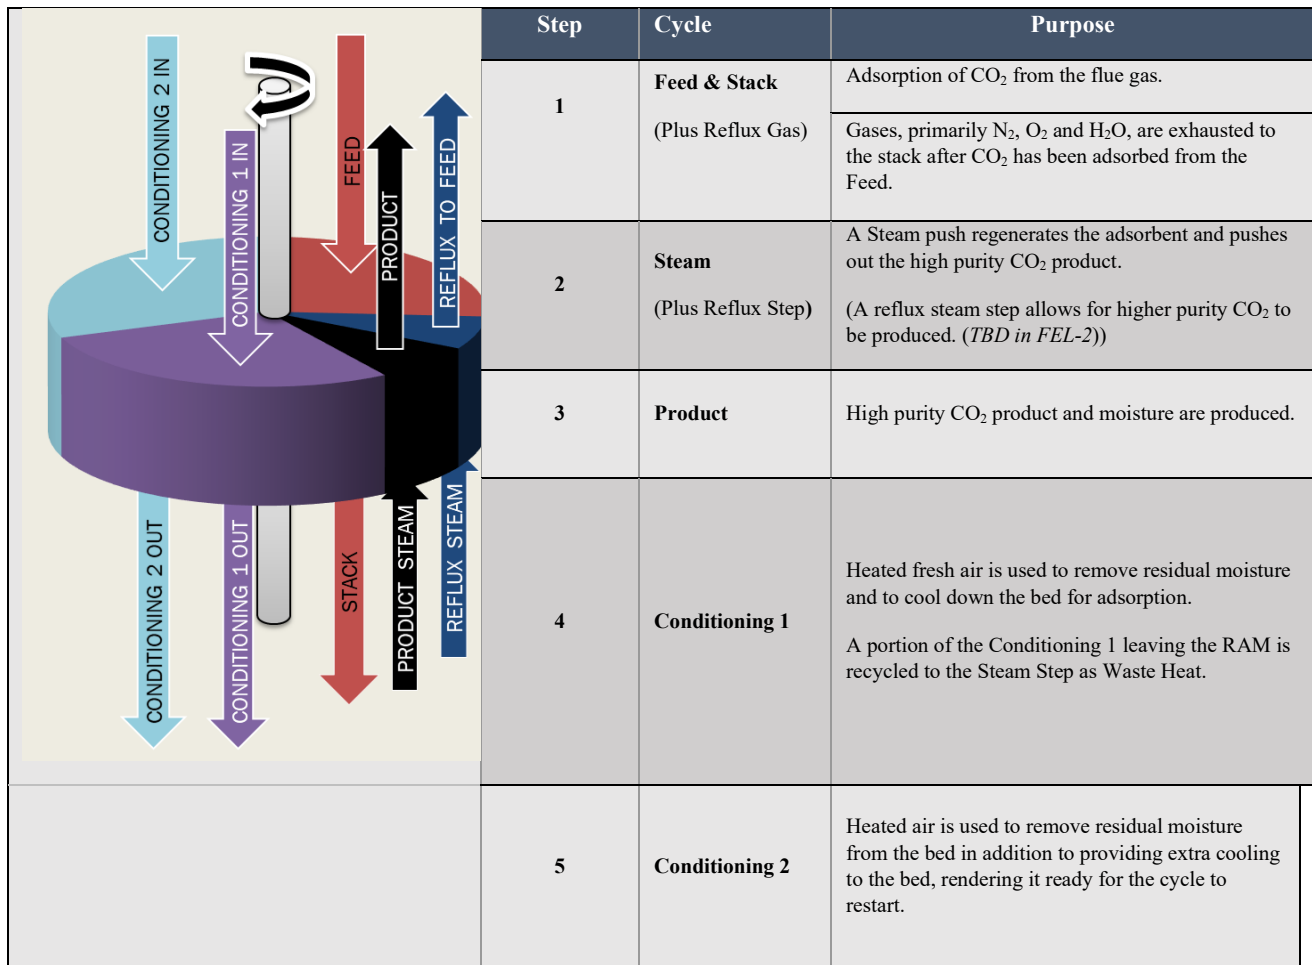 CONDITIONING 2 IN
CONDITIONING 1 IN
FEED
PRODUCT
REFLUX TO FEED
CONDITIONING 2 OUT
CONDITIONING 1 OUT
STACK
PRODUCT STEAM
REFLUX STEAM
Step Cycle Purpose
1
Feed & Stack
(Plus Reflux Gas)
Adsorption of CO₂ from the flue gas.
Gases, primarily N₂, O₂ and H₂O, are exhausted to
the stack after CO₂ has been adsorbed from the
Feed.
2
Steam
(Plus Reflux Step)
A Steam push regenerates the adsorbent and pushes
out the high purity CO₂ product.
(A reflux steam step allows for higher purity CO₂ to
be produced. (TBD in FEL-2))
3
Product
High purity CO₂ product and moisture are produced.
4
Conditioning 1
Heated fresh air is used to remove residual moisture
and to cool down the bed for adsorption.
A portion of the Conditioning 1 leaving the RAM is
recycled to the Steam Step as Waste Heat.
5
Conditioning 2
Heated air is used to remove residual moisture
from the bed in addition to providing extra cooling
to the bed, rendering it ready for the cycle to
restart.